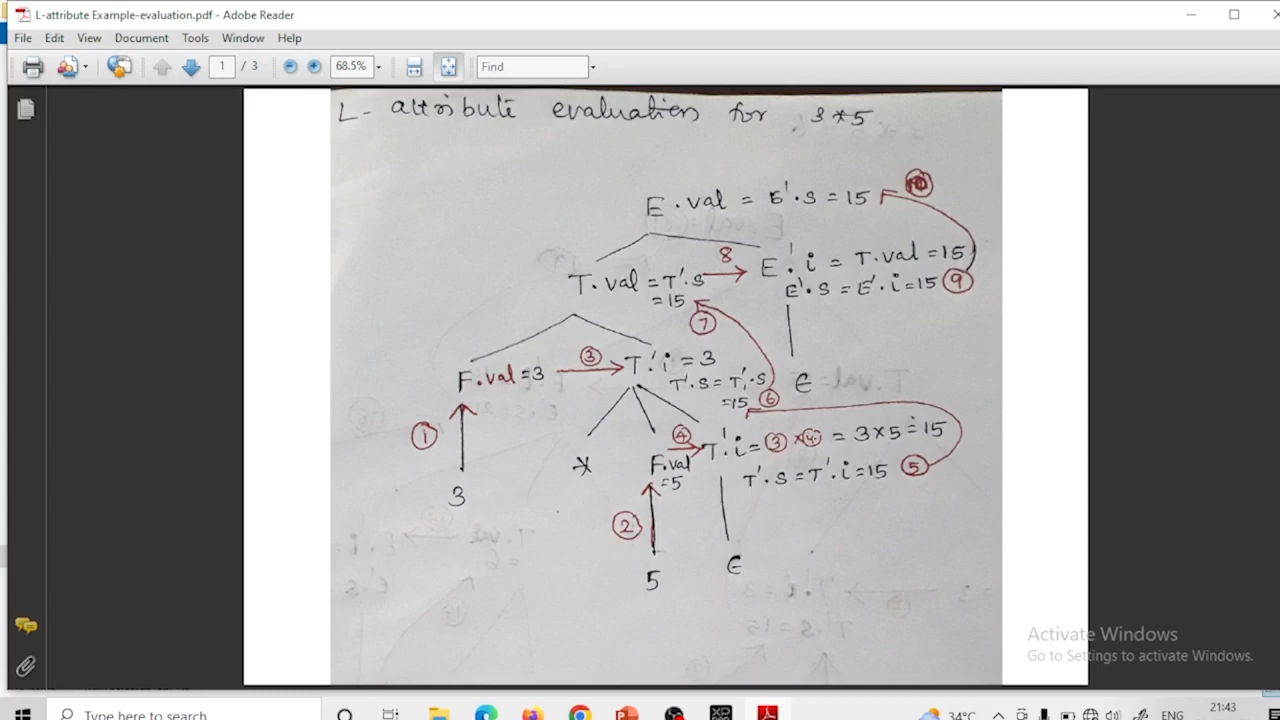 L-attribute Example-evaluation.pdf - Adobe Reader
File Edit View Document Tools Window Help
1 / 3 68.5% Find
L- attribute evaluation for 3*5
10
E.val = E'.s = 15
8
T.val = T'.s
= 15
E'.i = T.val = 15
E'.s = E'.i = 15 9
7
3
F.val = 3
T'.i = 3
T'.s = T'₁.s
= 15 6
ϵ
1
*
4
F.val
= 5
T'.i = 3 * 4 = 3×5 = 15
T'.s = T'.i = 15 5
3
2
5
ϵ
Activate Windows
Go to Settings to activate Windows.
Type here to search
34°C
ENG
21:43